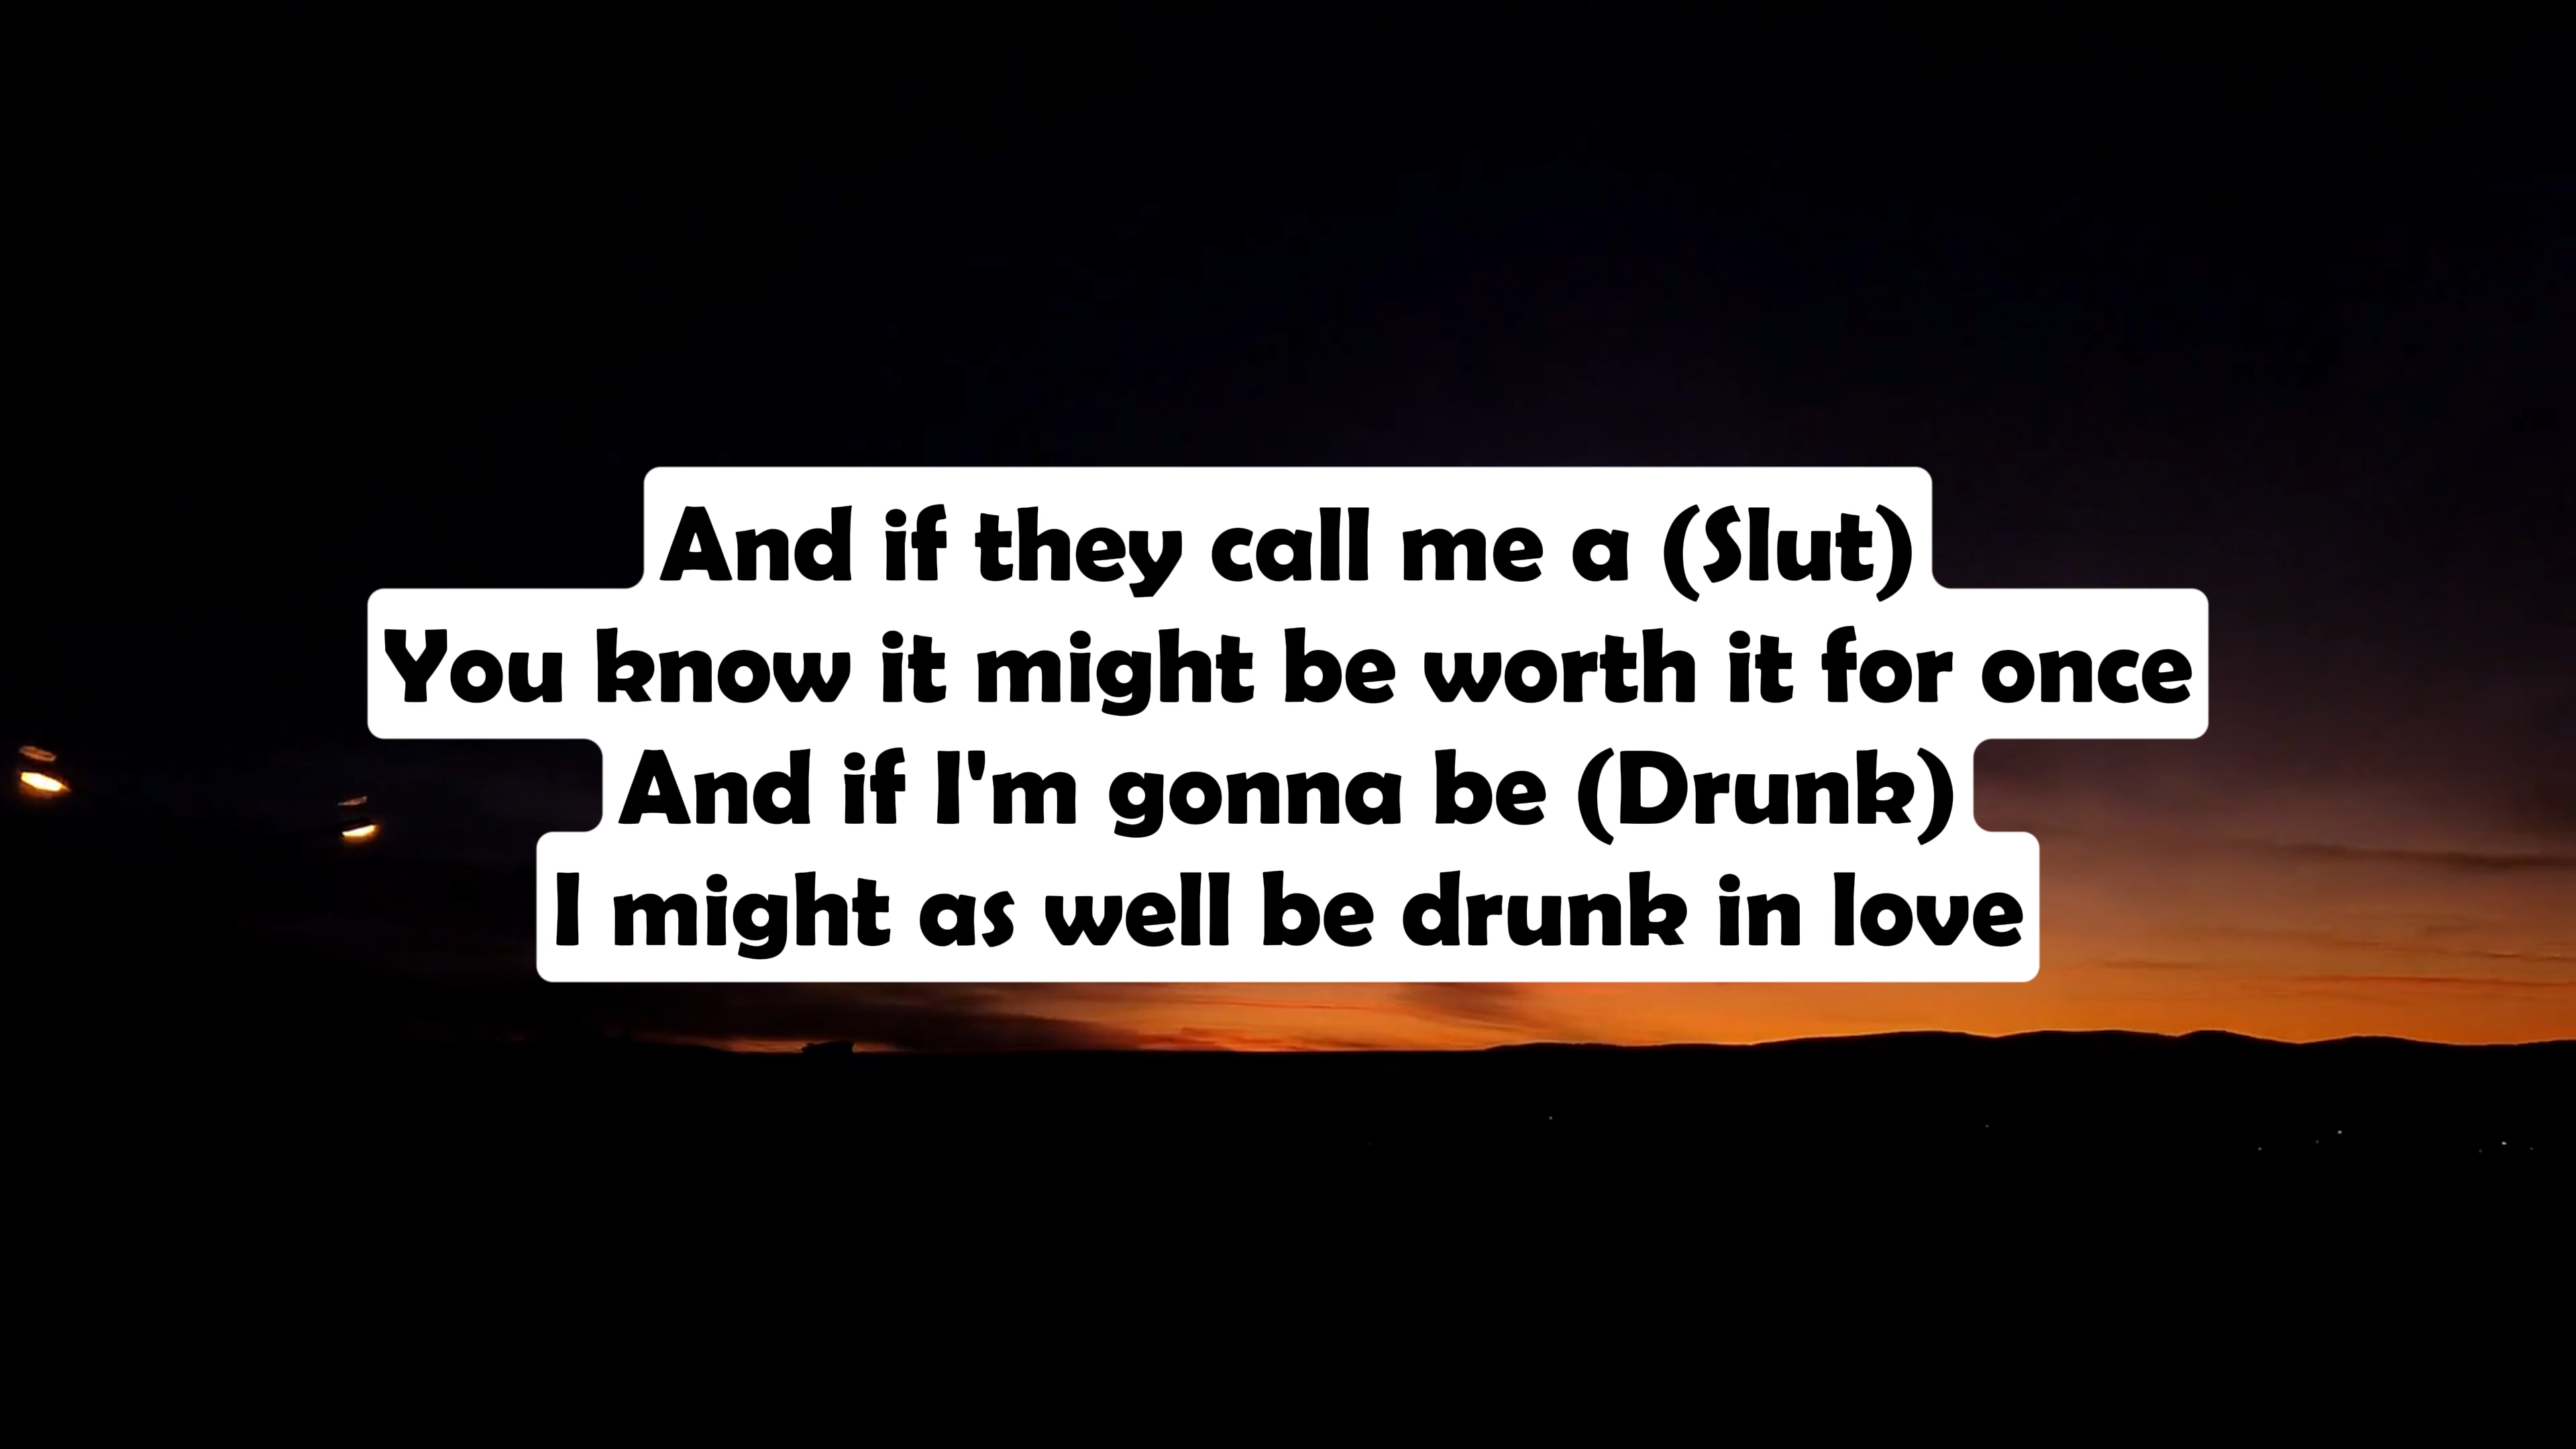 And if they call me a (Slut)
You know it might be worth it for once
And if I'm gonna be (Drunk)
I might as well be drunk in love